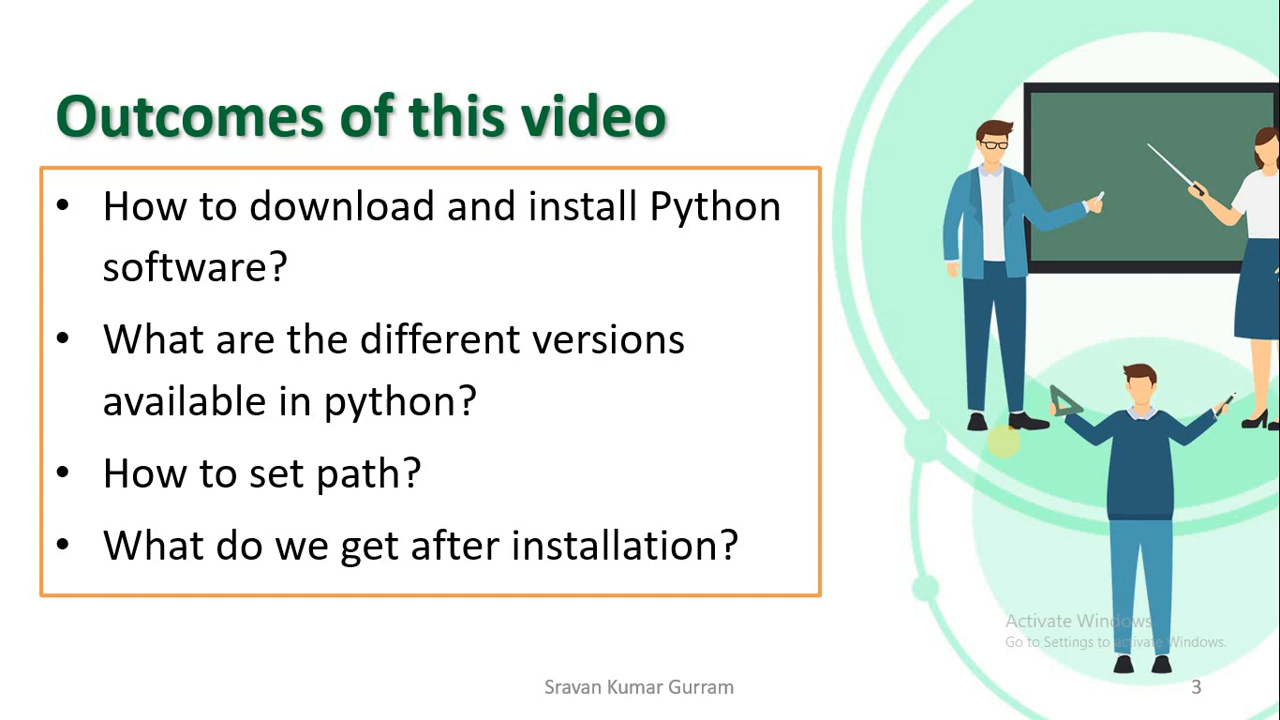 Outcomes of this video
• How to download and install Python
software?
• What are the different versions
available in python?
• How to set path?
• What do we get after installation?
Activate Windows
Go to Settings to activate Windows.
Sravan Kumar Gurram
3